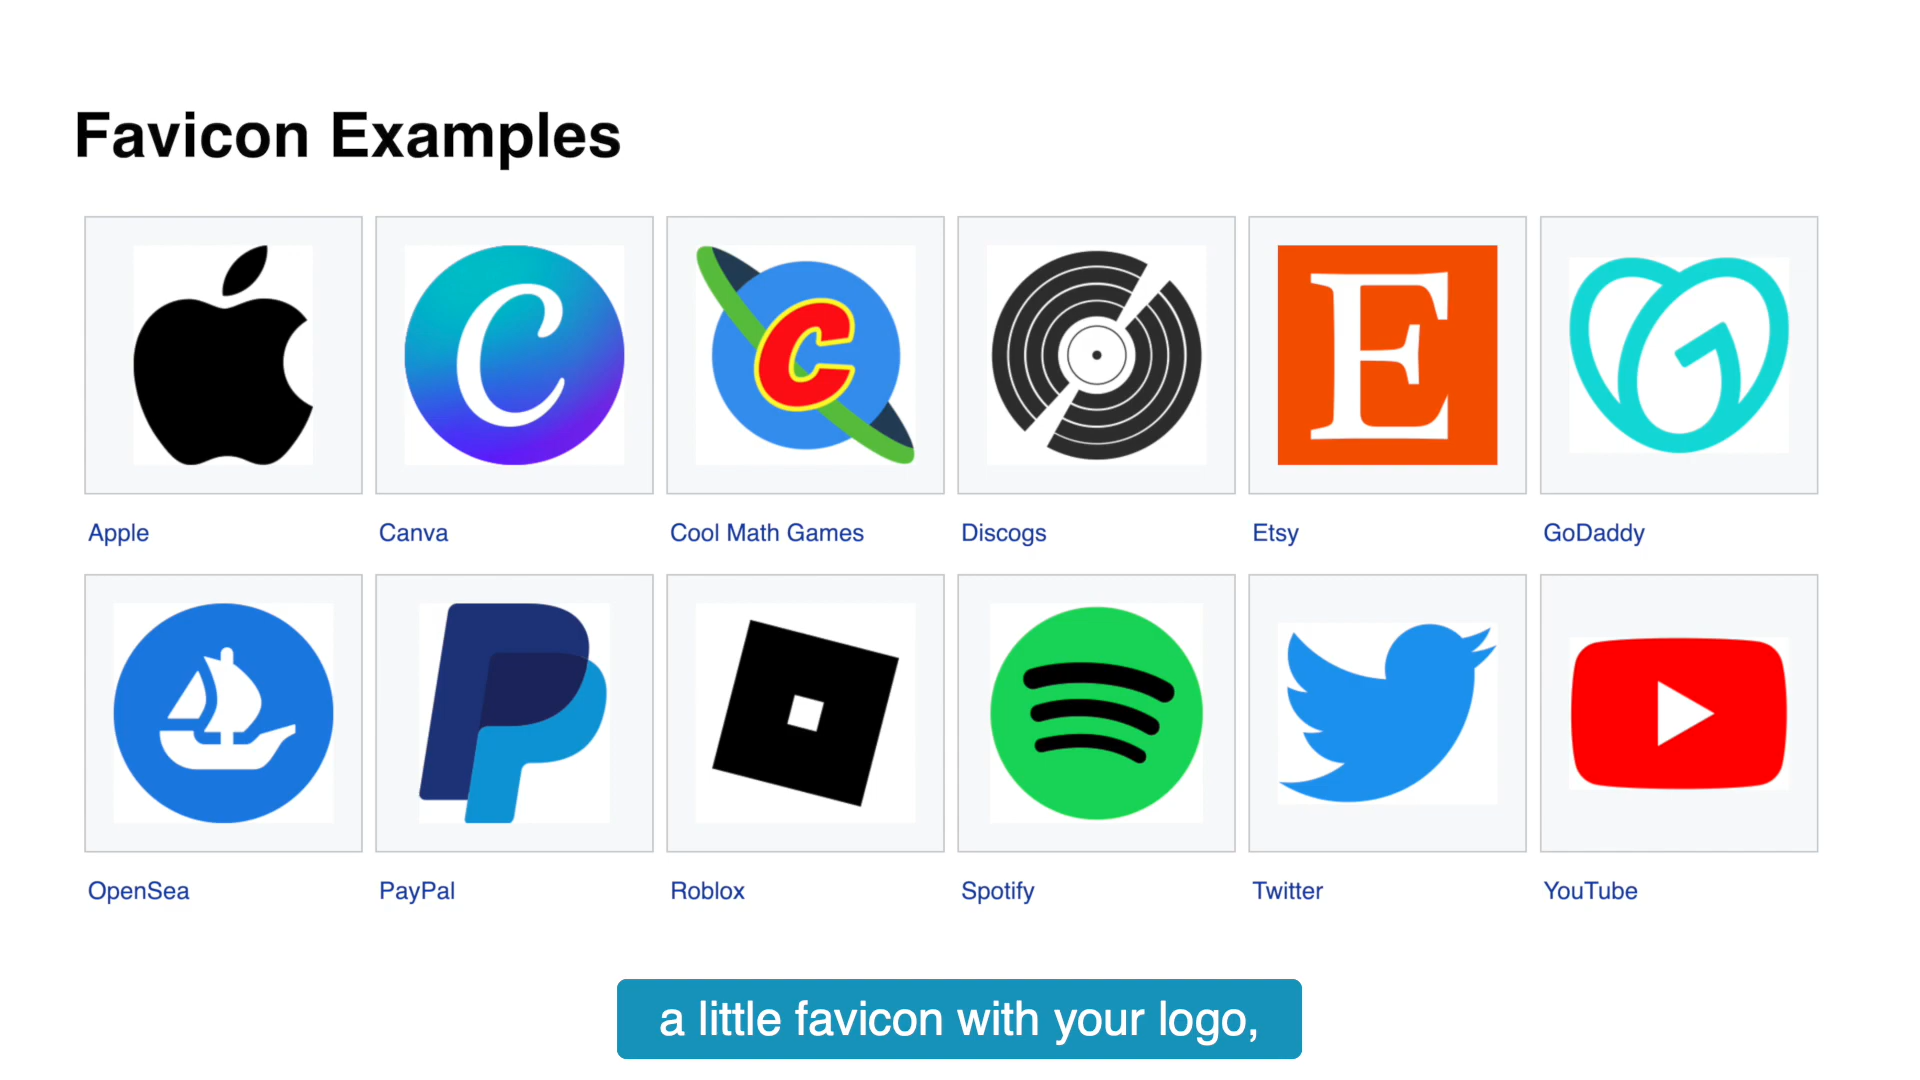 Favicon Examples
C
C
E
Apple
Canva
Cool Math Games
Discogs
Etsy
GoDaddy
OpenSea
PayPal
Roblox
Spotify
Twitter
YouTube
a little favicon with your logo,